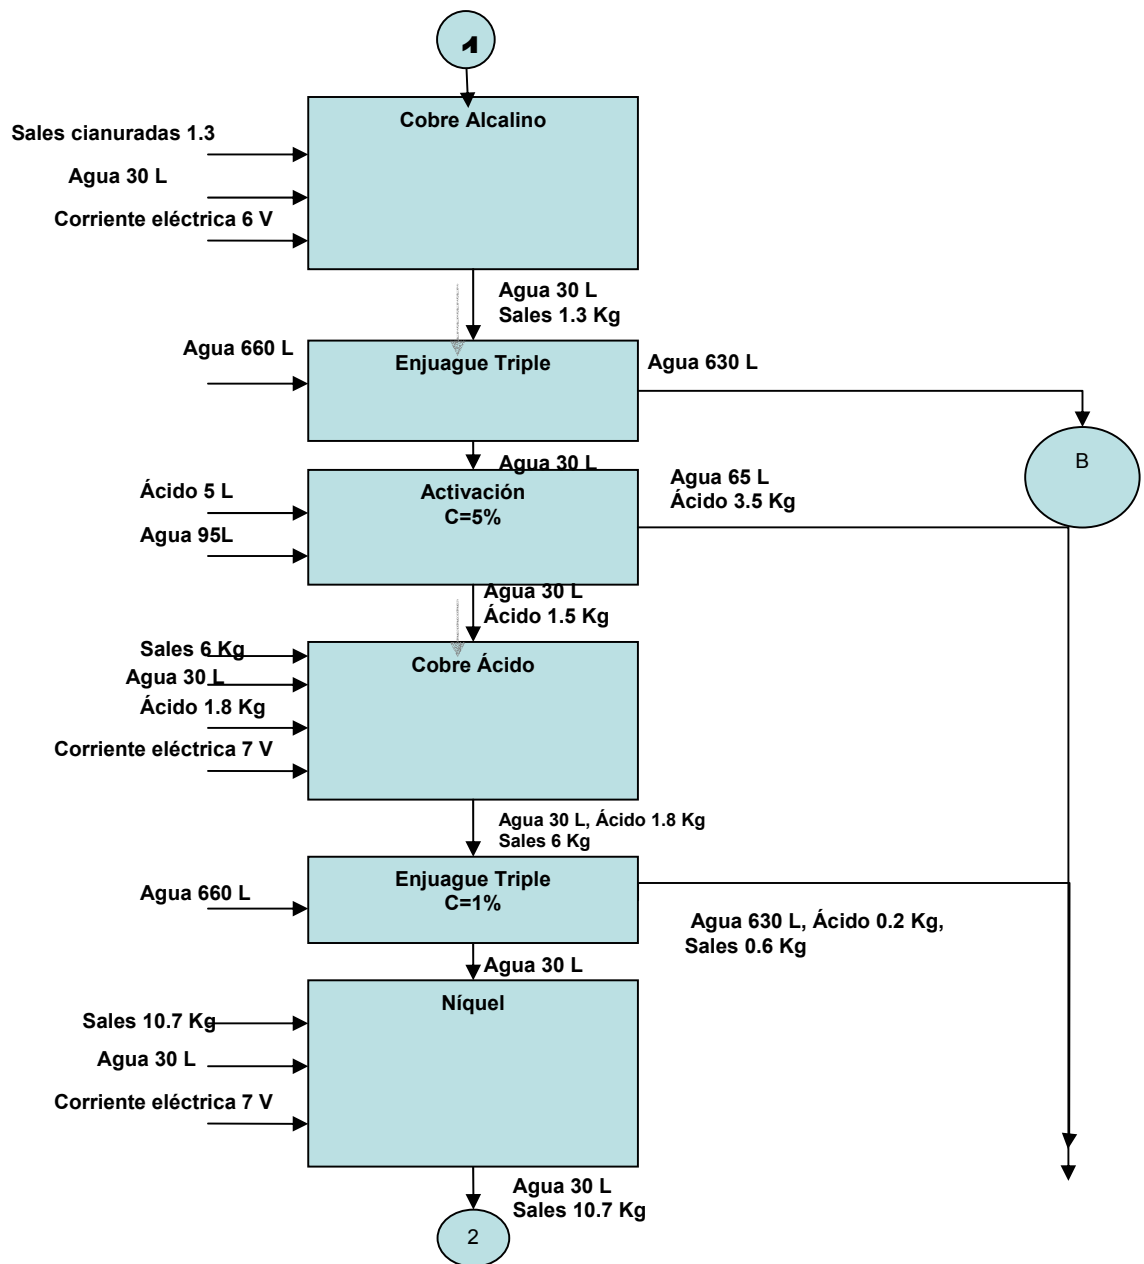 1
Cobre Alcalino
Sales cianuradas 1.3
Agua 30 L
Corriente eléctrica 6 V
Agua 30 L
Sales 1.3 Kg
Agua 660 L
Enjuague Triple
Agua 630 L
Agua 30 L
B
Activación
C=5%
Ácido 5 L
Agua 95L
Agua 65 L
Ácido 3.5 Kg
Agua 30 L
Ácido 1.5 Kg
Sales 6 Kg
Agua 30 L
Ácido 1.8 Kg
Corriente eléctrica 7 V
Cobre Ácido
Agua 30 L, Ácido 1.8 Kg
Sales 6 Kg
Agua 660 L
Enjuague Triple
C=1%
Agua 630 L, Ácido 0.2 Kg,
Sales 0.6 Kg
Agua 30 L
Níquel
Sales 10.7 Kg
Agua 30 L
Corriente eléctrica 7 V
Agua 30 L
Sales 10.7 Kg
2